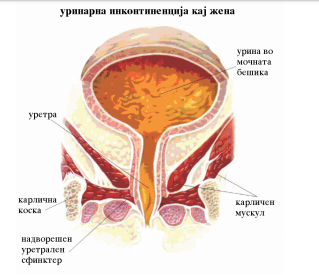 уринарна инконтиненција кај жена
урина во
мочната
бешика
уретра
карлична
коска
карличен
мускул
надворешен
уретрален
сфинктер